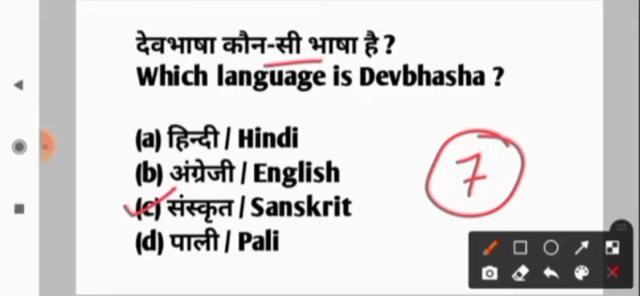 देवभाषा कौन-सी भाषा है ?
Which language is Devbhasha ?
(a) हिन्दी / Hindi
(b) अंग्रेजी / English
(c) संस्कृत / Sanskrit
(d) पाली / Pali
7